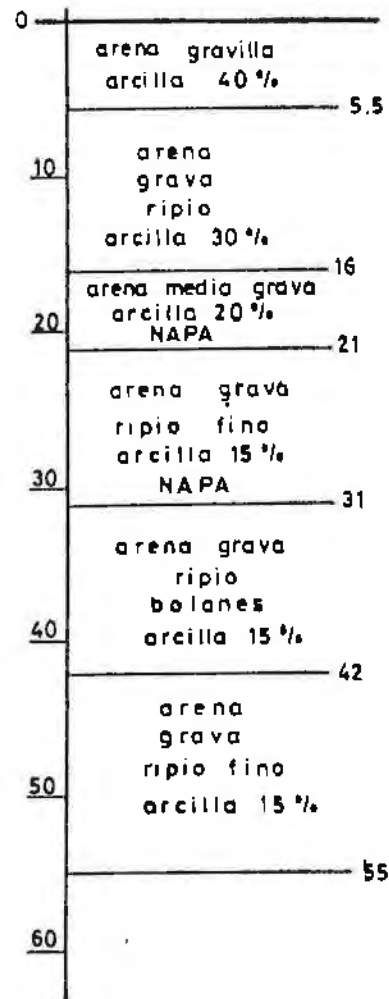 0
arena gravilla
arcilla 40 %
5.5
10
arena
grava
ripio
arcilla 30 %
16
arena media grava
arcilla 20 %
20
NAPA
21
arena grava
ripio fino
arcilla 15 %
30
NAPA
31
arena grava
ripio
bolones
40
arcilla 15 %
42
arena
grava
ripio fino
50
arcilla 15 %
55
60